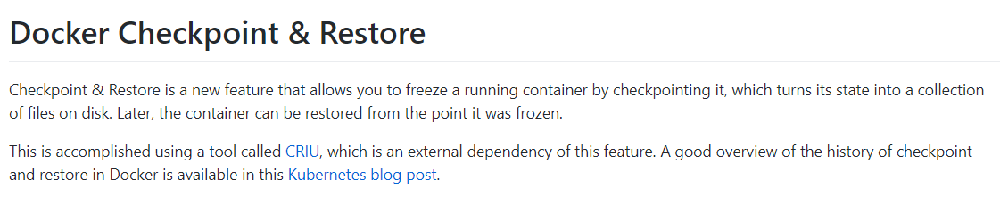 Docker Checkpoint & Restore
Checkpoint & Restore is a new feature that allows you to freeze a running container by checkpointing it, which turns its state into a collection
of files on disk. Later, the container can be restored from the point it was frozen.
This is accomplished using a tool called CRIU, which is an external dependency of this feature. A good overview of the history of checkpoint
and restore in Docker is available in this Kubernetes blog post.